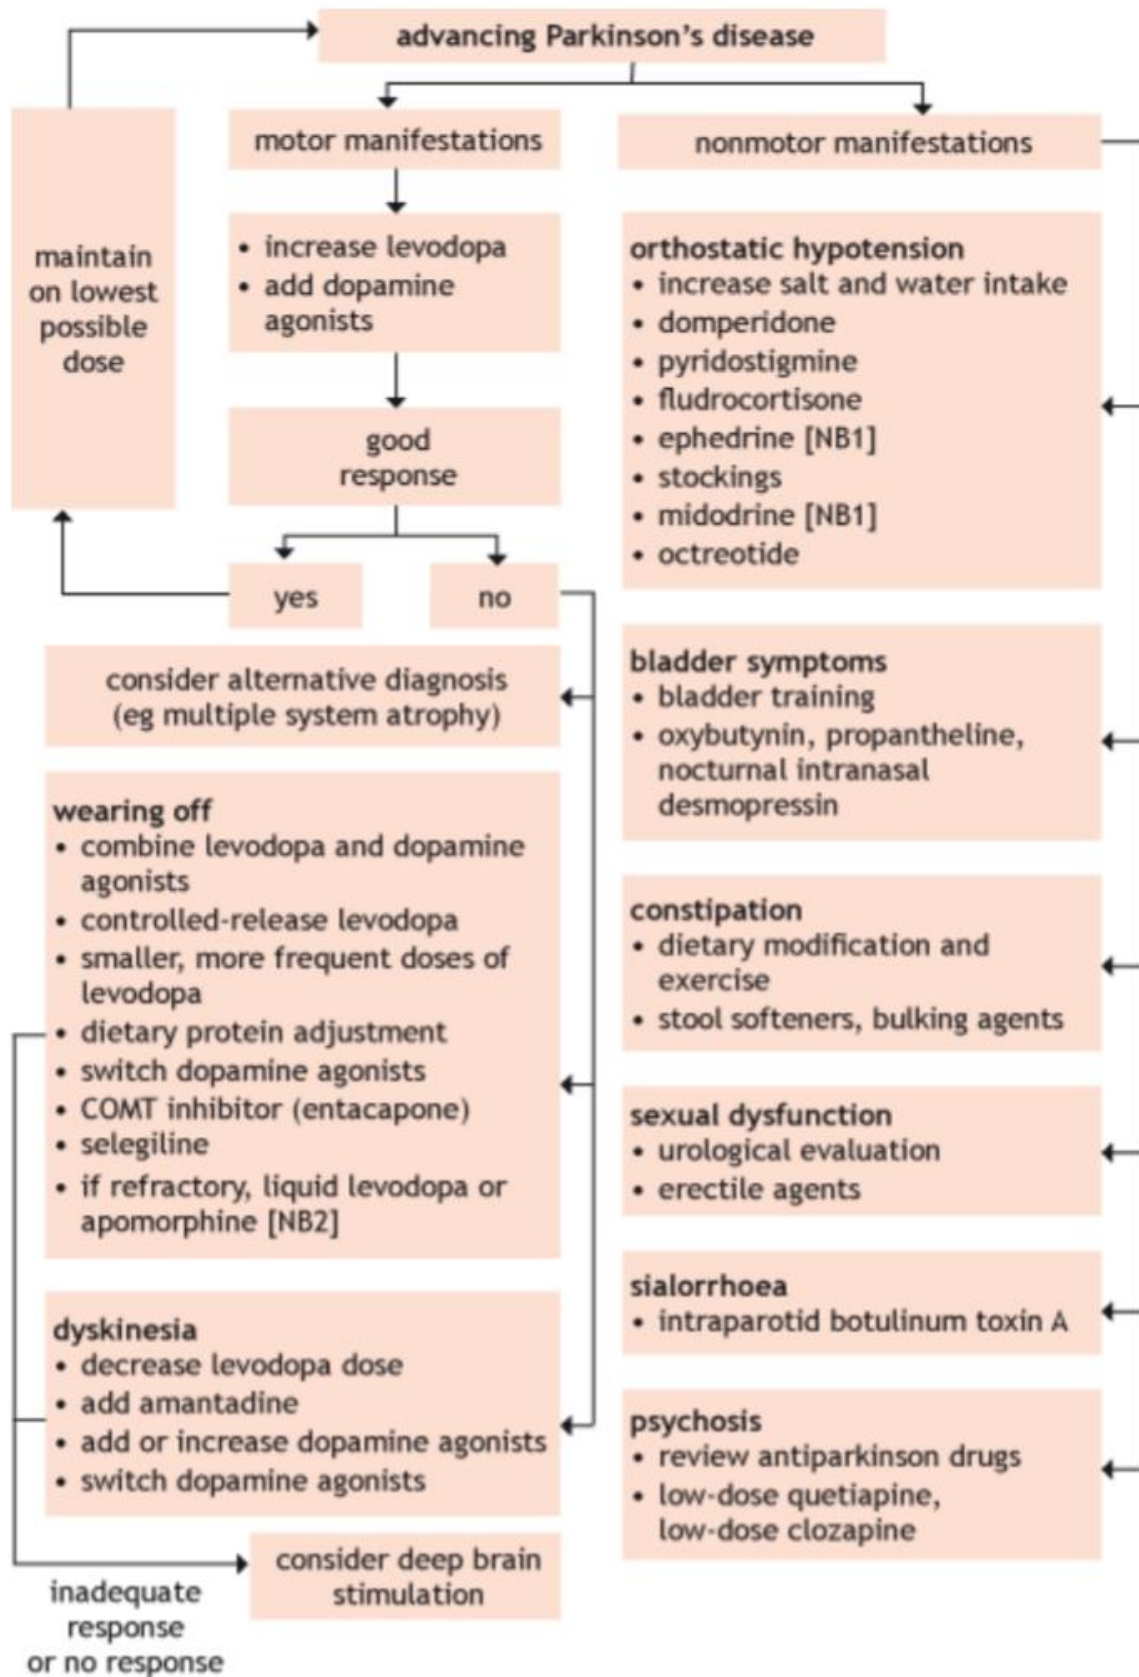 advancing Parkinson's disease
motor manifestations
nonmotor manifestations
maintain
on lowest
possible
dose
• increase levodopa
• add dopamine
agonists
good
response
yes
no
consider alternative diagnosis
(eg multiple system atrophy)
wearing off
• combine levodopa and dopamine
agonists
• controlled-release levodopa
• smaller, more frequent doses of
levodopa
• dietary protein adjustment
• switch dopamine agonists
• COMT inhibitor (entacapone)
• selegiline
• if refractory, liquid levodopa or
apomorphine [NB2]
dyskinesia
• decrease levodopa dose
• add amantadine
• add or increase dopamine agonists
• switch dopamine agonists
consider deep brain
stimulation
inadequate
response
or no response
orthostatic hypotension
• increase salt and water intake
• domperidone
• pyridostigmine
• fludrocortisone
• ephedrine [NB1]
• stockings
• midodrine [NB1]
• octreotide
bladder symptoms
• bladder training
• oxybutynin, propantheline,
nocturnal intranasal
desmopressin
constipation
• dietary modification and
exercise
• stool softeners, bulking agents
sexual dysfunction
• urological evaluation
• erectile agents
sialorrhoea
• intraparotid botulinum toxin A
psychosis
• review antiparkinson drugs
• low-dose quetiapine,
low-dose clozapine